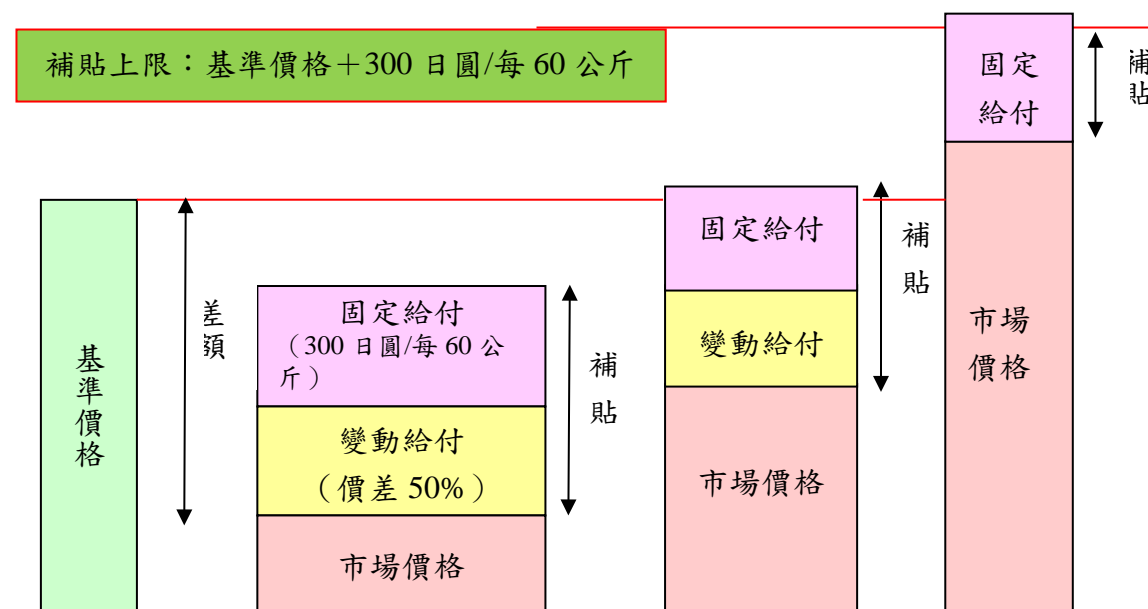 補貼上限：基準價格＋300 日圓/每 60 公斤
基準價格
差額
固定給付
（300 日圓/每 60 公
斤）
變動給付
（價差 50%）
市場價格
補貼
固定給付
變動給付
市場價格
補貼
固定
給付
市場
價格
補貼